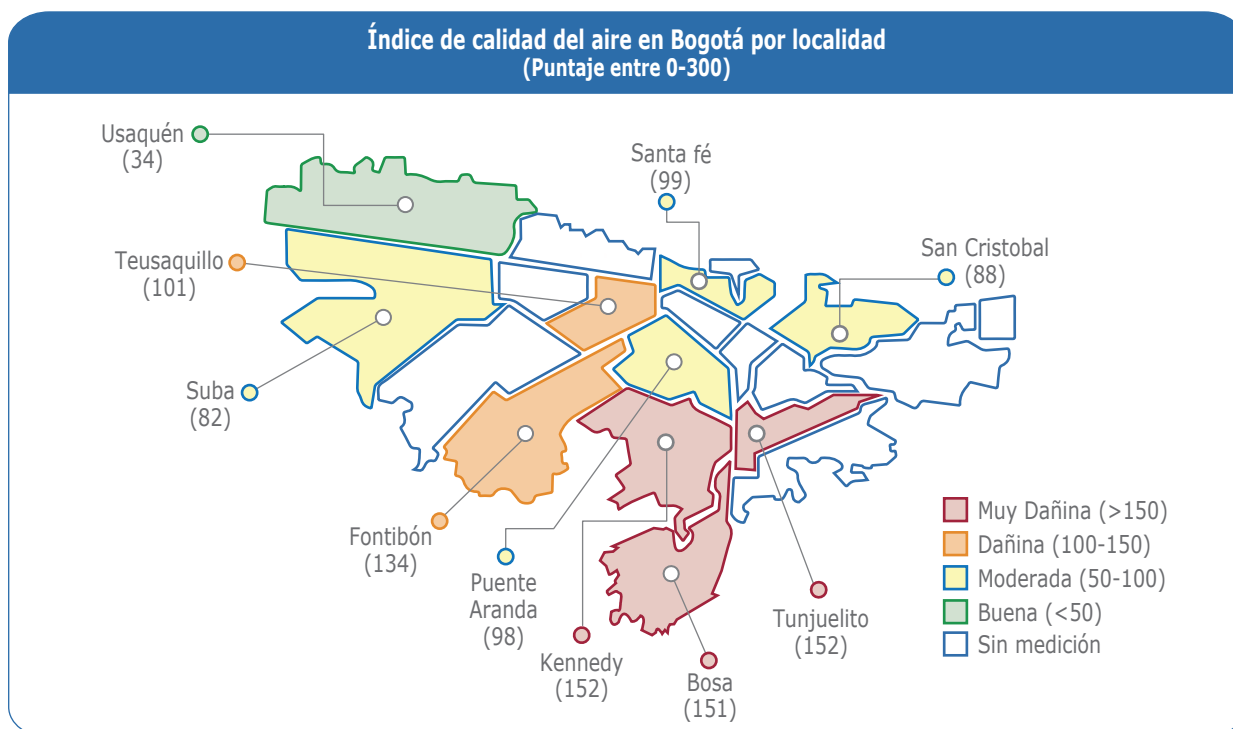 Índice de calidad del aire en Bogotá por localidad
(Puntaje entre 0-300)
Usaquén
(34)
Santa fé
(99)
San Cristobal
(88)
Teusaquillo
(101)
Suba
(82)
Fontibón
(134)
Puente
Aranda
(98)
Kennedy
(152)
Bosa
(151)
Tunjuelito
(152)
Muy Dañina (>150)
Dañina (100-150)
Moderada (50-100)
Buena (<50)
Sin medición